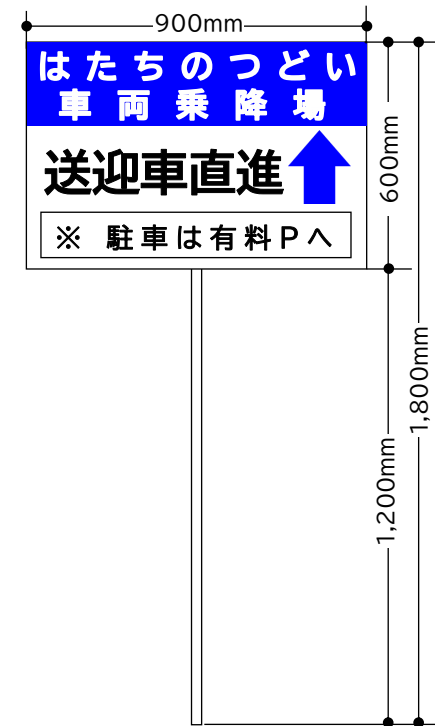 900mm
はたちのつどい
車両乗降場
送迎車直進
※ 駐車は有料Pへ
600mm
1,800mm
1,200mm